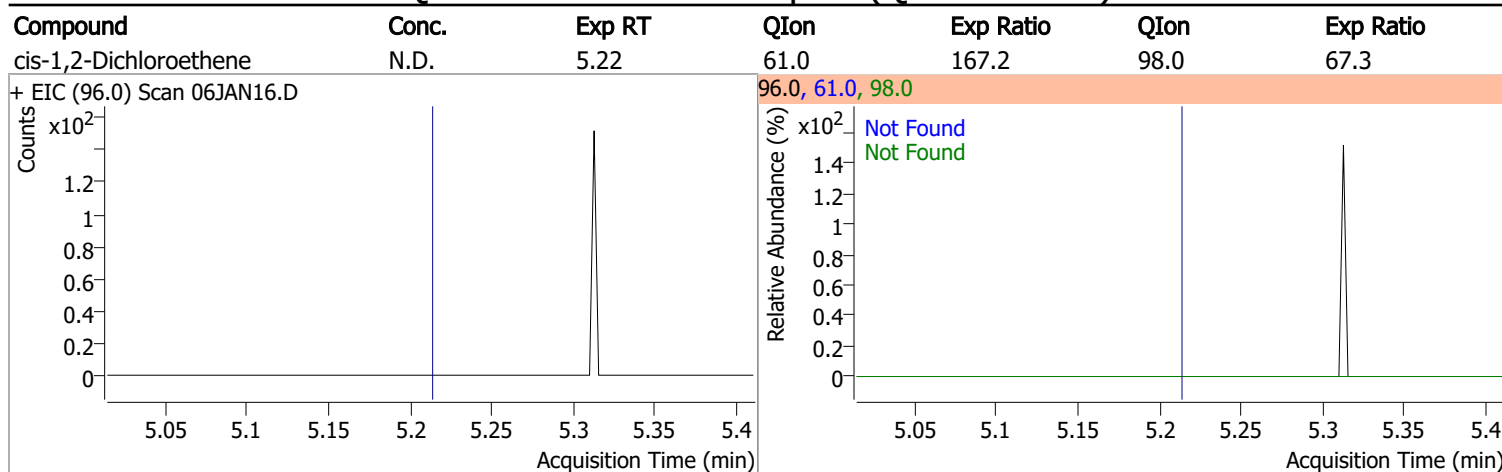 Compound Conc. Exp RT QIon Exp Ratio QIon Exp Ratio
cis-1,2-Dichloroethene N.D. 5.22 61.0 167.2 98.0 67.3
+ EIC (96.0) Scan 06JAN16.D
Counts
x10²
1.2
1
0.8
0.6
0.4
0.2
0
5.05 5.1 5.15 5.2 5.25 5.3 5.35 5.4
Acquisition Time (min)
96.0, 61.0, 98.0
Relative Abundance (%)
x10²
Not Found
Not Found
1.4
1.2
1
0.8
0.6
0.4
0.2
0
5.05 5.1 5.15 5.2 5.25 5.3 5.35 5.4
Acquisition Time (min)